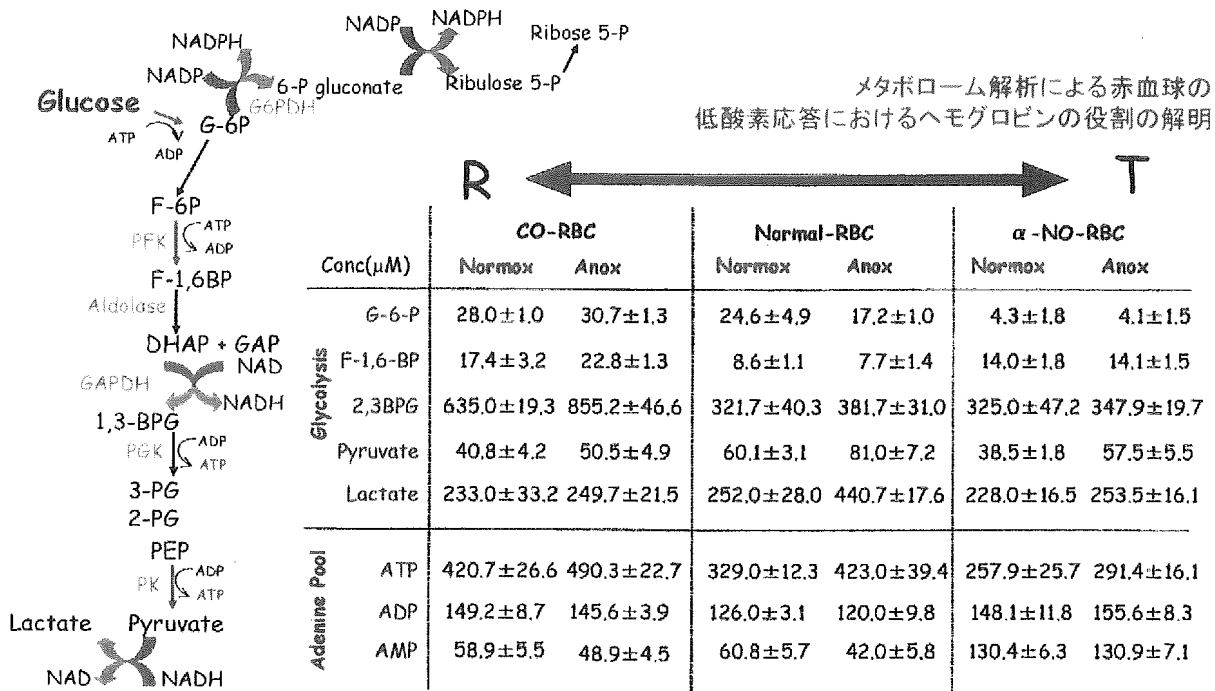 NADP NADPH
Ribose 5-P
NADPH
NADP
6-P gluconate
Ribulose 5-P
G6PDH
Glucose
G-6P
ATP
ADP
F-6P
PFK
ATP
ADP
F-1,6BP
Aldolase
DHAP + GAP
NAD
GAPDH
NADH
1,3-BPG
PGK
ADP
ATP
3-PG
2-PG
PEP
PK
ADP
ATP
Lactate Pyruvate
NAD NADH
メタボローム解析による赤血球の
低酸素応答におけるヘモグロビンの役割の解明
R T
CO-RBC Normal-RBC α-NO-RBC
Conc(μM) Normox Anox Normox Anox Normox Anox
Glycolysis
G-6-P 28.0±1.0 30.7±1.3 24.6±4.9 17.2±1.0 4.3±1.8 4.1±1.5
F-1,6-BP 17.4±3.2 22.8±1.3 8.6±1.1 7.7±1.4 14.0±1.8 14.1±1.5
2,3BPG 635.0±19.3 855.2±46.6 321.7±40.3 381.7±31.0 325.0±47.2 347.9±19.7
Pyruvate 40.8±4.2 50.5±4.9 60.1±3.1 81.0±7.2 38.5±1.8 57.5±5.5
Lactate 233.0±33.2 249.7±21.5 252.0±28.0 440.7±17.6 228.0±16.5 253.5±16.1
Adenine Pool
ATP 420.7±26.6 490.3±22.7 329.0±12.3 423.0±39.4 257.9±25.7 291.4±16.1
ADP 149.2±8.7 145.6±3.9 126.0±3.1 120.0±9.8 148.1±11.8 155.6±8.3
AMP 58.9±5.5 48.9±4.5 60.8±5.7 42.0±5.8 130.4±6.3 130.9±7.1